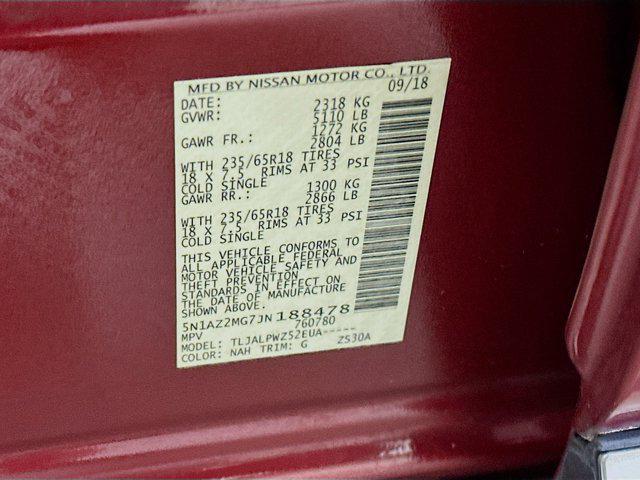 MFD BY NISSAN MOTOR CO., LTD.
DATE: 09/18
GVWR: 2318 KG
5110 LB
GAWR FR.: 1272 KG
2804 LB
WITH 235/65R18 TIRES
18 X 7.5 RIMS AT 33 PSI
COLD SINGLE
GAWR RR.: 1300 KG
2866 LB
WITH 235/65R18 TIRES
18 X 7.5 RIMS AT 33 PSI
COLD SINGLE
THIS VEHICLE CONFORMS TO
ALL APPLICABLE FEDERAL
MOTOR VEHICLE SAFETY AND
THEFT PREVENTION
STANDARDS IN EFFECT ON
THE DATE OF MANUFACTURE
SHOWN ABOVE.
5N1AZ2MG7JN188478
MPV 760780
MODEL: TLJALPWZ52EUA-----
COLOR: NAH TRIM: G ZS30A